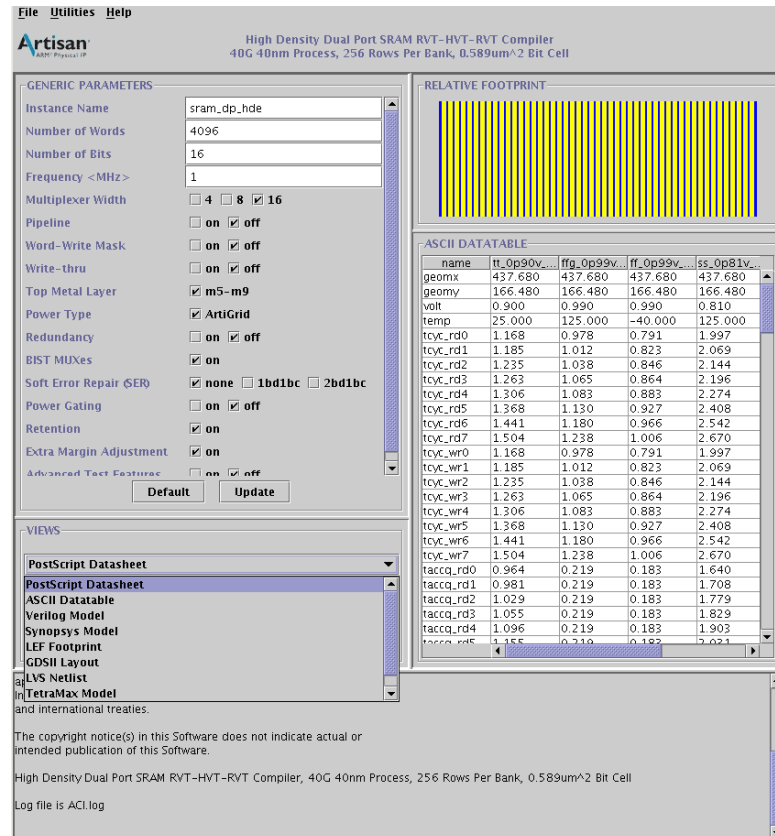 File Utilities Help
Artisan
ARM Physical IP
High Density Dual Port SRAM RVT-HVT-RVT Compiler
40G 40nm Process, 256 Rows Per Bank, 0.589um^2 Bit Cell
GENERIC PARAMETERS
Instance Name sram_dp_hde
Number of Words 4096
Number of Bits 16
Frequency <MHz> 1
Multiplexer Width 4 8 16
Pipeline on off
Word-Write Mask on off
Write-thru on off
Top Metal Layer m5-m9
Power Type ArtiGrid
Redundancy on off
BIST MUXes on
Soft Error Repair (SER) none 1bd1bc 2bd1bc
Power Gating on off
Retention on
Extra Margin Adjustment on
Advanced Test Features on off
Default Update
VIEWS
PostScript Datasheet
PostScript Datasheet
ASCII Datatable
Verilog Model
Synopsys Model
LEF Footprint
GDSII Layout
LVS Netlist
TetraMax Model
RELATIVE FOOTPRINT
ASCII DATATABLE
name tt_0p90v_... ffg_0p99v... ff_0p99v_... ss_0p81v_...
geomx 437.680 437.680 437.680 437.680
geomy 166.480 166.480 166.480 166.480
volt 0.900 0.990 0.990 0.810
temp 25.000 125.000 -40.000 125.000
tcyc_rd0 1.168 0.978 0.791 1.997
tcyc_rd1 1.185 1.012 0.823 2.069
tcyc_rd2 1.235 1.038 0.846 2.144
tcyc_rd3 1.263 1.065 0.864 2.196
tcyc_rd4 1.306 1.083 0.883 2.274
tcyc_rd5 1.368 1.130 0.927 2.408
tcyc_rd6 1.441 1.180 0.966 2.542
tcyc_rd7 1.504 1.238 1.006 2.670
tcyc_wr0 1.168 0.978 0.791 1.997
tcyc_wr1 1.185 1.012 0.823 2.069
tcyc_wr2 1.235 1.038 0.846 2.144
tcyc_wr3 1.263 1.065 0.864 2.196
tcyc_wr4 1.306 1.083 0.883 2.274
tcyc_wr5 1.368 1.130 0.927 2.408
tcyc_wr6 1.441 1.180 0.966 2.542
tcyc_wr7 1.504 1.238 1.006 2.670
taccq_rd0 0.964 0.219 0.183 1.640
taccq_rd1 0.981 0.219 0.183 1.708
taccq_rd2 1.029 0.219 0.183 1.779
taccq_rd3 1.055 0.219 0.183 1.829
taccq_rd4 1.096 0.219 0.183 1.903
taccq_rd5 1.155 0.219 0.183 2.031
and international treaties.
The copyright notice(s) in this Software does not indicate actual or
intended publication of this Software.
High Density Dual Port SRAM RVT-HVT-RVT Compiler, 40G 40nm Process, 256 Rows Per Bank, 0.589um^2 Bit Cell
Log file is ACI.log